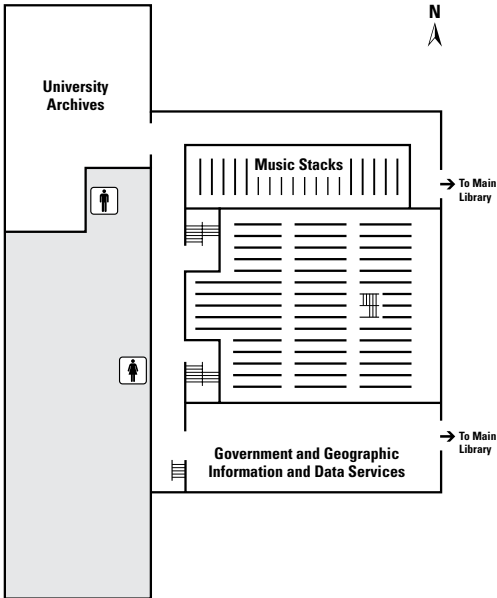 N
University
Archives
Music Stacks
To Main
Library
To Main
Library
Government and Geographic
Information and Data Services